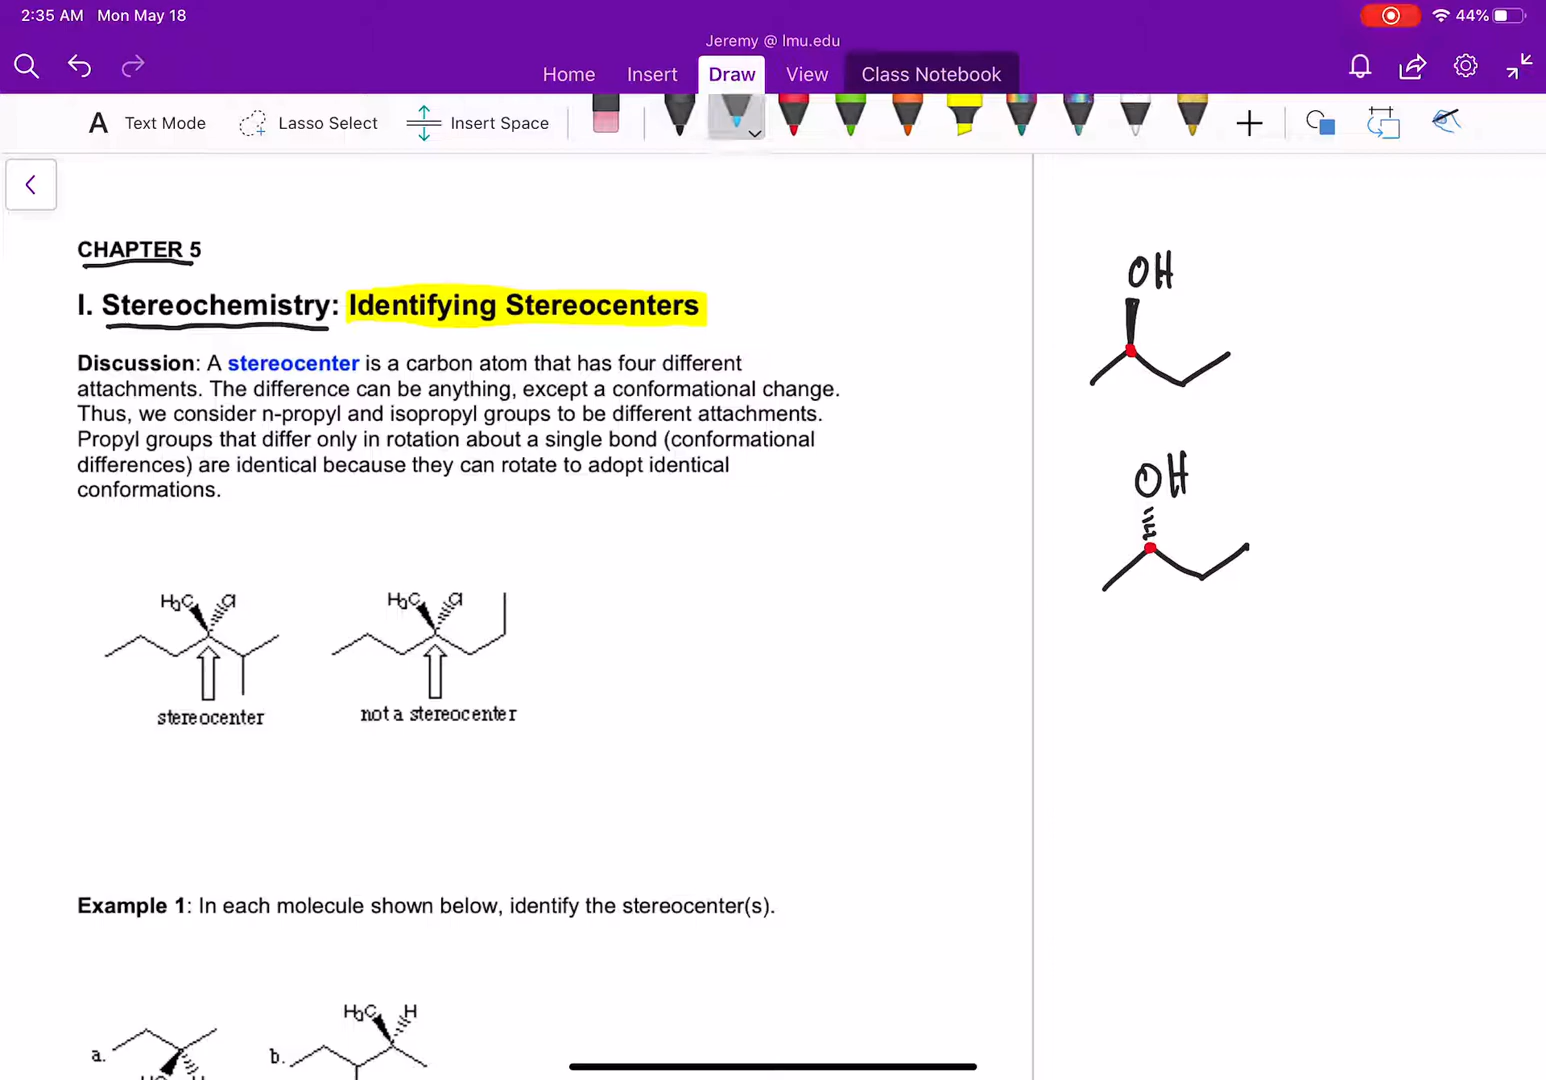 2:35 AM Mon May 18
44%
Jeremy @ lmu.edu
Home Insert Draw View Class Notebook
A Text Mode Lasso Select Insert Space
CHAPTER 5
I. Stereochemistry: Identifying Stereocenters
Discussion: A stereocenter is a carbon atom that has four different
attachments. The difference can be anything, except a conformational change.
Thus, we consider n-propyl and isopropyl groups to be different attachments.
Propyl groups that differ only in rotation about a single bond (conformational
differences) are identical because they can rotate to adopt identical
conformations.
OH
OH
H₃C Cl H₃C Cl
stereocenter not a stereocenter
Example 1: In each molecule shown below, identify the stereocenter(s).
H₃C H
a. b.